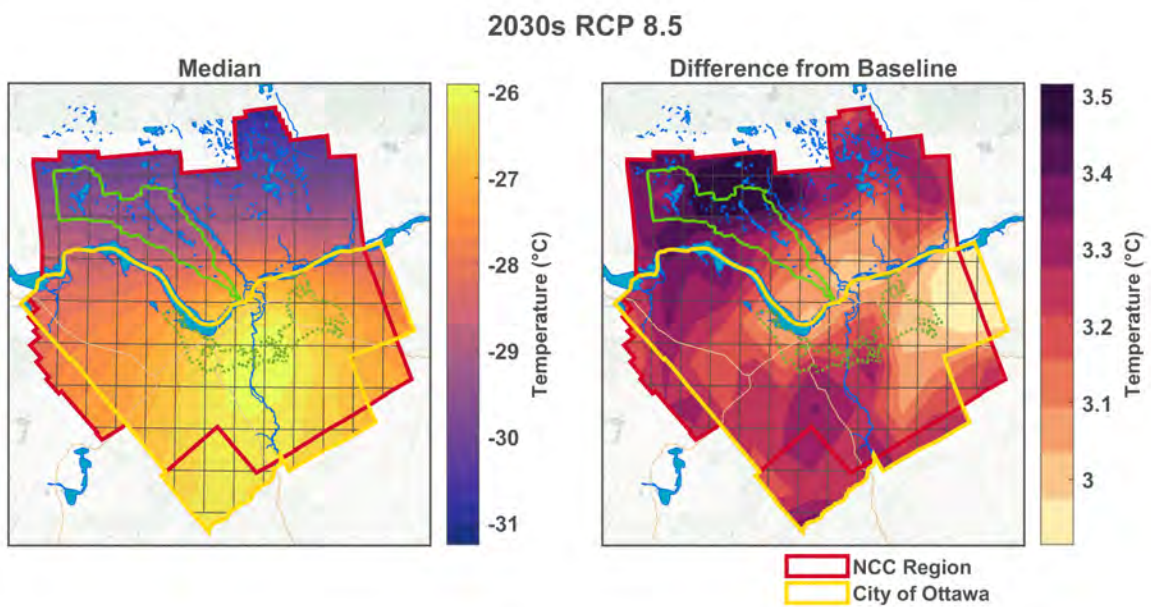 2030s RCP 8.5
Median
Difference from Baseline
-26
-27
-28
-29
-30
-31
Temperature (°C)
3.5
3.4
3.3
3.2
3.1
3
Temperature (°C)
NCC Region
City of Ottawa